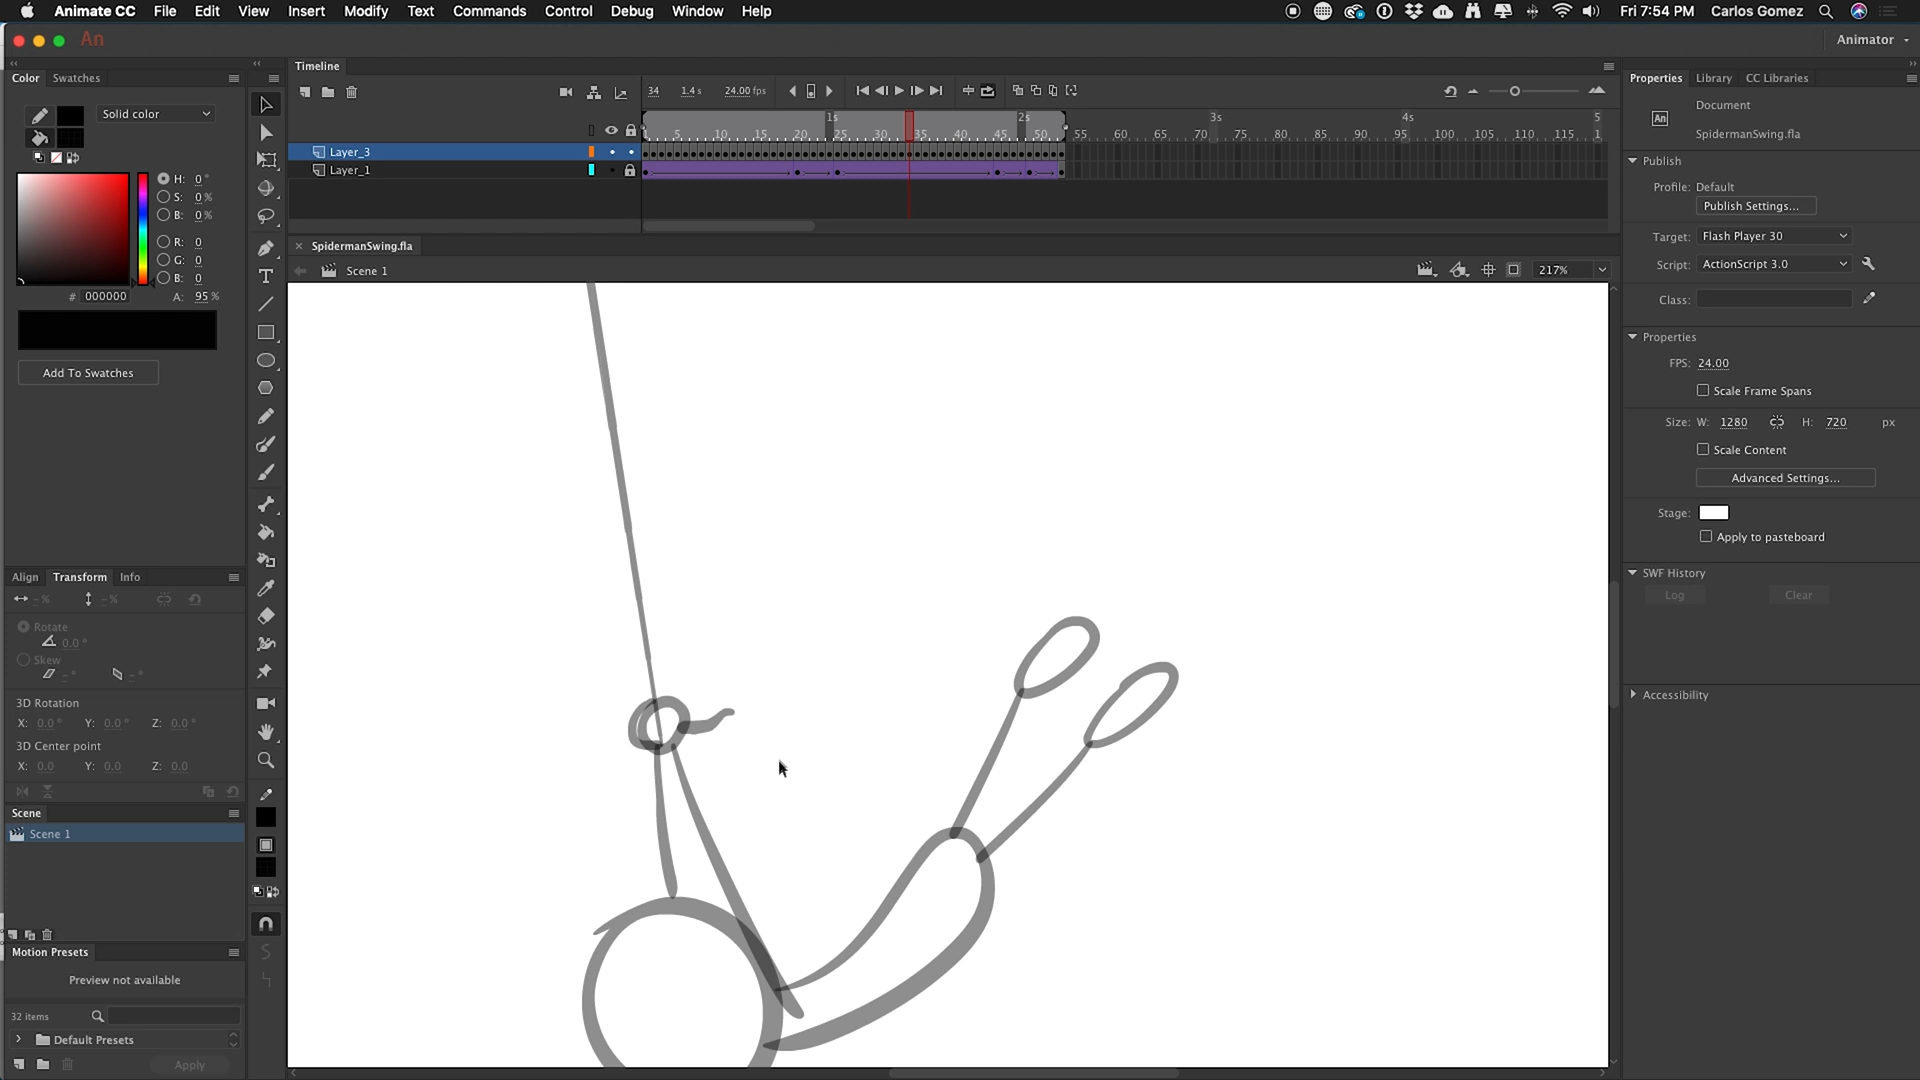 Animate CC File Edit View Insert Modify Text Commands Control Debug Window Help Fri 7:54 PM Carlos Gomez
An Animator
Color Swatches
Solid color
H: 0 °
S: 0 %
B: 0 %
R: 0
G: 0
B: 0
# 000000 A: 95 %
Add To Swatches
Align Transform Info
- % - %
Rotate
0.0 °
Skew
- ° - °
3D Rotation
X: 0.0 ° Y: 0.0 ° Z: 0.0 °
3D Center point
X: 0.0 Y: 0.0 Z: 0.0
Scene
Scene 1
Motion Presets
Preview not available
32 items
Default Presets
Apply
Timeline
34 1.4 s 24.00 fps
1s 2s 3s 4s 5
1 5 10 15 20 25 30 35 40 45 50 55 60 65 70 75 80 85 90 95 100 105 110 115 1
Layer_3
Layer_1
SpidermanSwing.fla
Scene 1 217%
Properties Library CC Libraries
An Document
SpidermanSwing.fla
Publish
Profile: Default
Publish Settings...
Target: Flash Player 30
Script: ActionScript 3.0
Class:
Properties
FPS: 24.00
Scale Frame Spans
Size: W: 1280 H: 720 px
Scale Content
Advanced Settings...
Stage:
Apply to pasteboard
SWF History
Log Clear
Accessibility